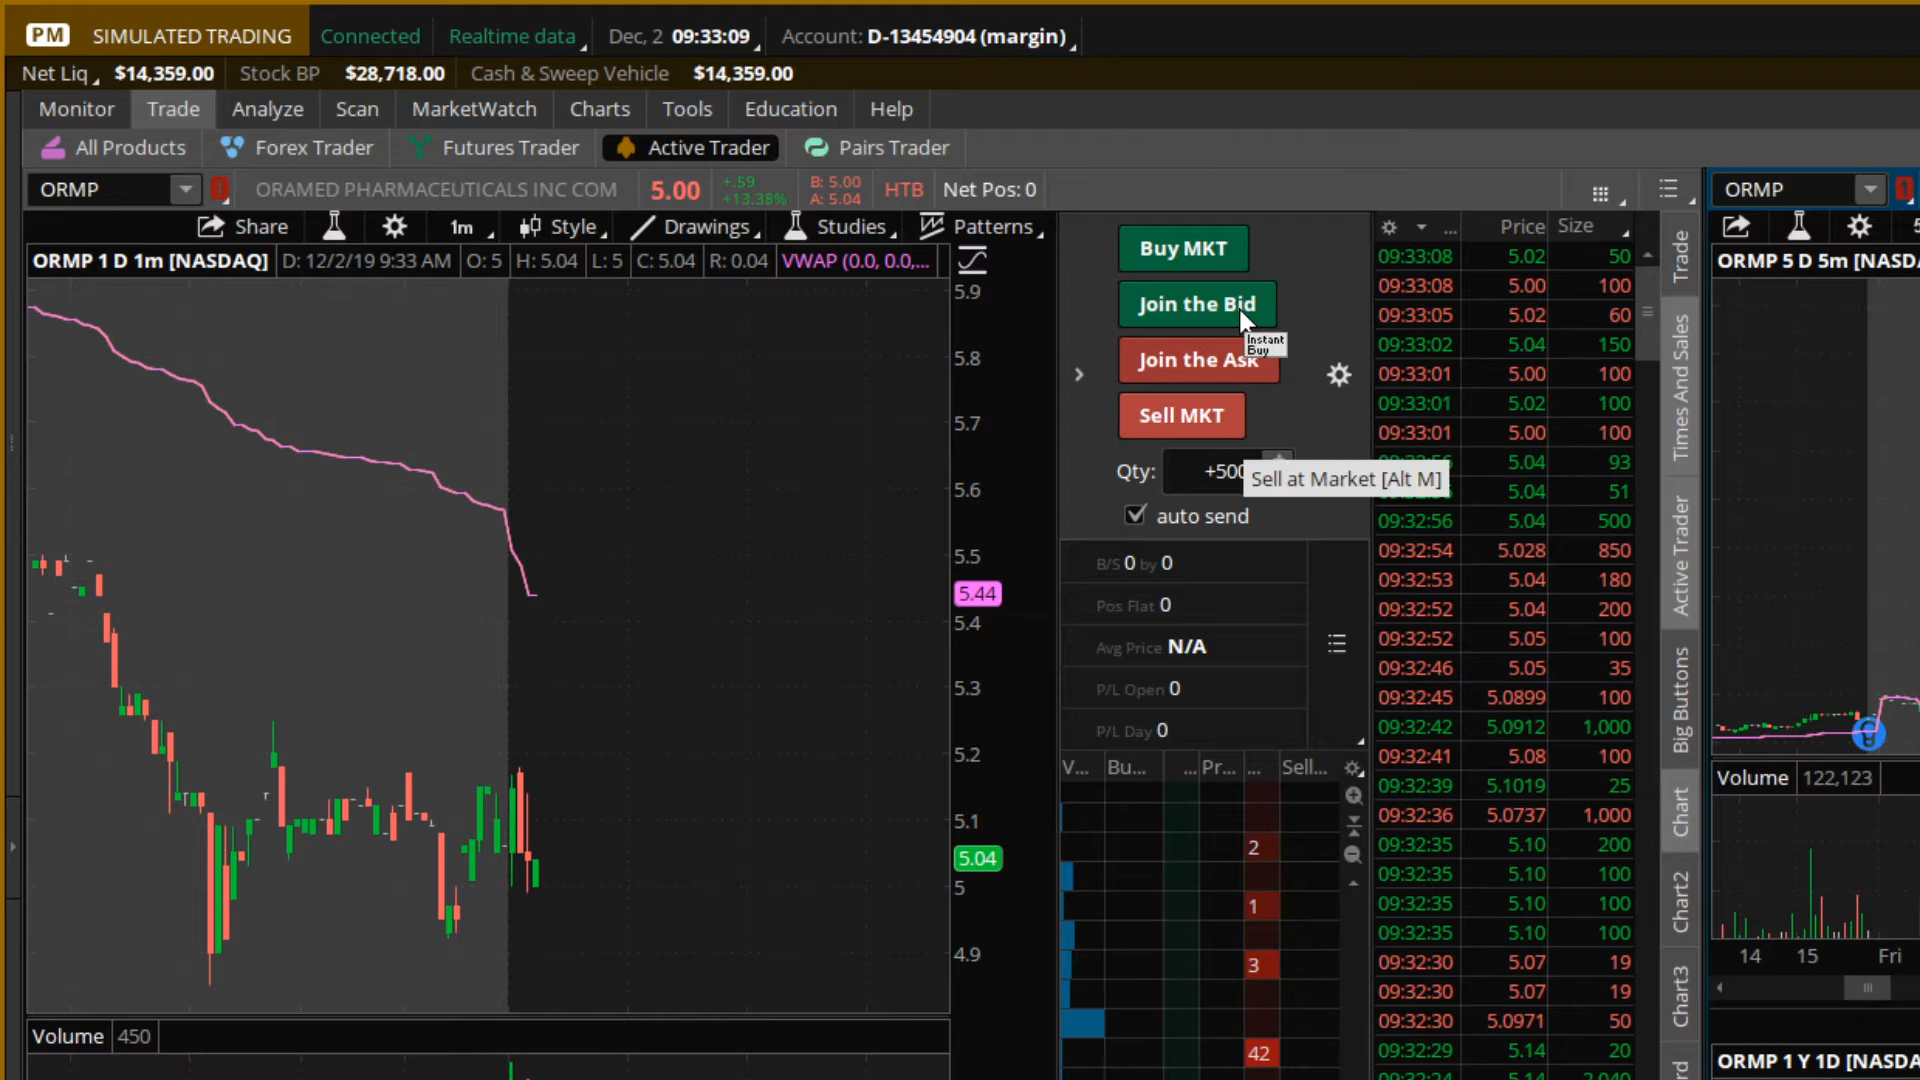 PM SIMULATED TRADING Connected Realtime data Dec, 2 09:33:09 Account: D-13454904 (margin)
Net Liq $14,359.00 Stock BP $28,718.00 Cash & Sweep Vehicle $14,359.00
Monitor Trade Analyze Scan MarketWatch Charts Tools Education Help
All Products Forex Trader Futures Trader Active Trader Pairs Trader
ORMP ORAMED PHARMACEUTICALS INC COM 5.00 +.59 +13.38% B: 5.00 A: 5.04 HTB Net Pos: 0
Share 1m Style Drawings Studies Patterns
ORMP 1 D 1m [NASDAQ] D: 12/2/19 9:33 AM O: 5 H: 5.04 L: 5 C: 5.04 R: 0.04 VWAP (0.0, 0.0,...
5.9
5.8
5.7
5.6
5.5
5.44
5.4
5.3
5.2
5.1
5.04
5
4.9
Volume 450
Buy MKT
Join the Bid
Instant Buy
Join the Ask
Sell MKT
Qty: +500
Sell at Market [Alt M]
auto send
B/S 0 by 0
Pos Flat 0
Avg Price N/A
P/L Open 0
P/L Day 0
V... Bu... ... Pr... ... Sell...
2
1
3
42
... Price Size
09:33:08 5.02 50
09:33:08 5.00 100
09:33:05 5.02 60
09:33:02 5.04 150
09:33:01 5.00 100
09:33:01 5.02 100
09:33:01 5.00 100
5.04 93
5.04 51
09:32:56 5.04 500
09:32:54 5.028 850
09:32:53 5.04 180
09:32:52 5.04 200
09:32:52 5.05 100
09:32:46 5.05 35
09:32:45 5.0899 100
09:32:42 5.0912 1,000
09:32:41 5.08 100
09:32:39 5.1019 25
09:32:36 5.0737 1,000
09:32:35 5.10 200
09:32:35 5.10 100
09:32:35 5.10 100
09:32:35 5.10 100
09:32:30 5.07 19
09:32:30 5.07 19
09:32:30 5.0971 50
09:32:29 5.14 20
09:32:24 5.14 2,040
Trade
Times And Sales
Active Trader
Big Buttons
Chart
Chart2
Chart3
ORMP
ORMP 5 D 5m [NASDA
Volume 122,123
14 15 Fri
ORMP 1 Y 1D [NASDA